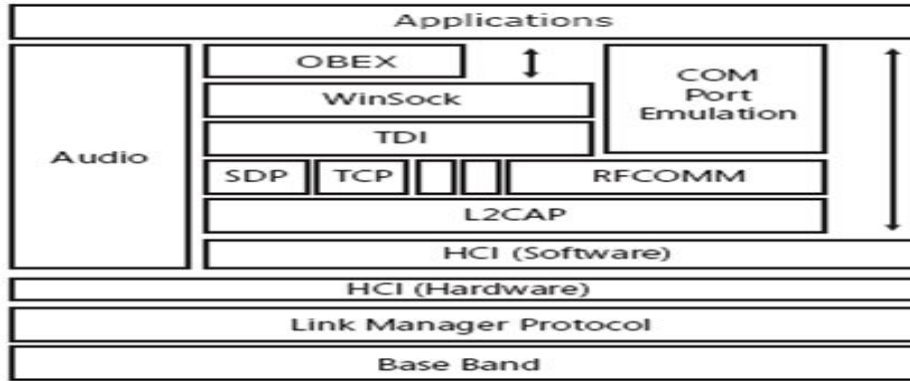 Applications
OBEX
WinSock
TDI
Audio
COM
Port
Emulation
SDP
TCP
RFCOMM
L2CAP
HCI (Software)
HCI (Hardware)
Link Manager Protocol
Base Band